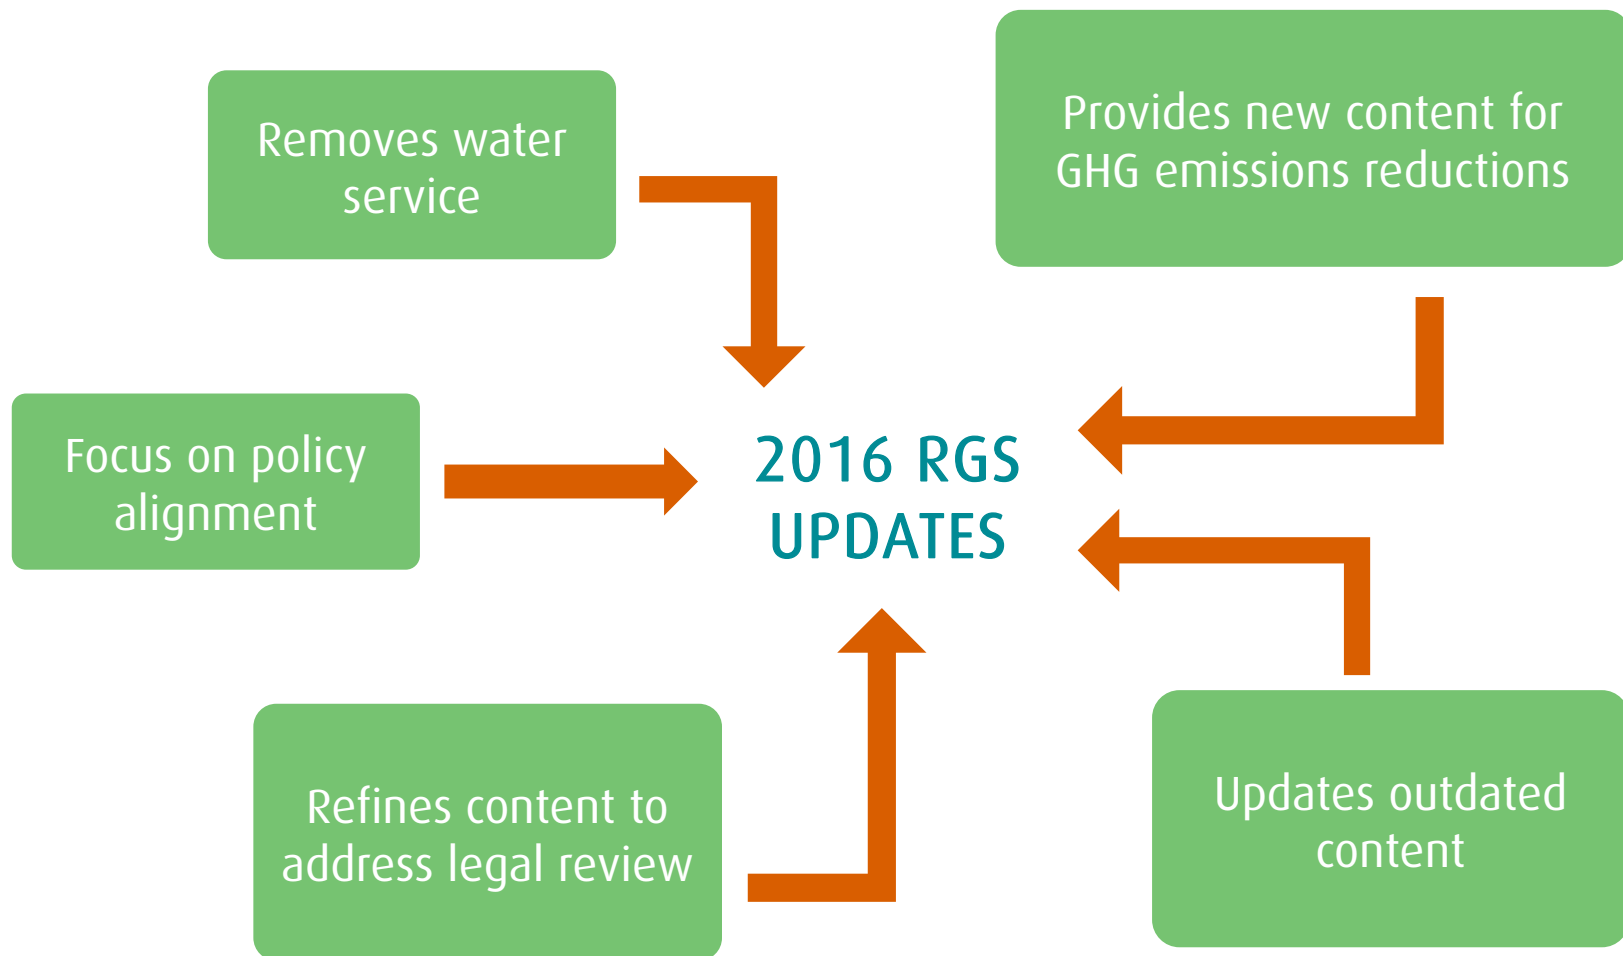 Removes water
service
Provides new content for
GHG emissions reductions
Focus on policy
alignment
2016 RGS
UPDATES
Refines content to
address legal review
Updates outdated
content